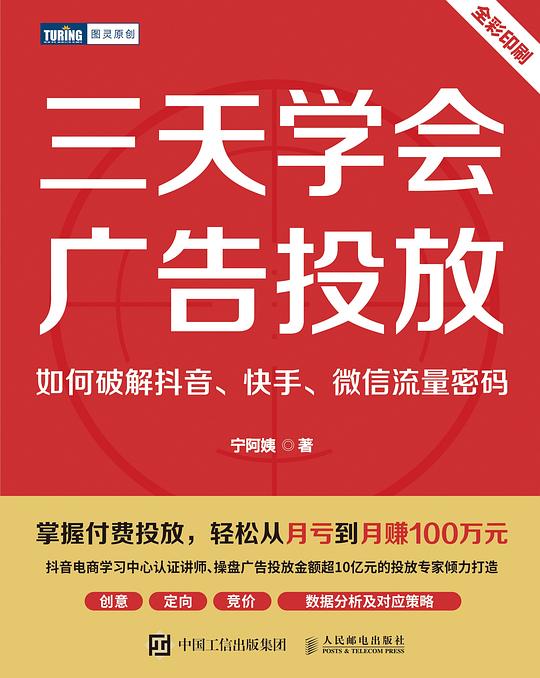 TURING 图灵原创
全彩印刷
三天学会
广告投放
如何破解抖音、快手、微信流量密码
宁阿姨 ◎ 著
掌握付费投放，轻松从月亏到月赚100万元
抖音电商学习中心认证讲师、操盘广告投放金额超10亿元的投放专家倾力打造
创意 定向 竞价 数据分析及对应策略
中国工信出版集团 人民邮电出版社
POSTS & TELECOM PRESS